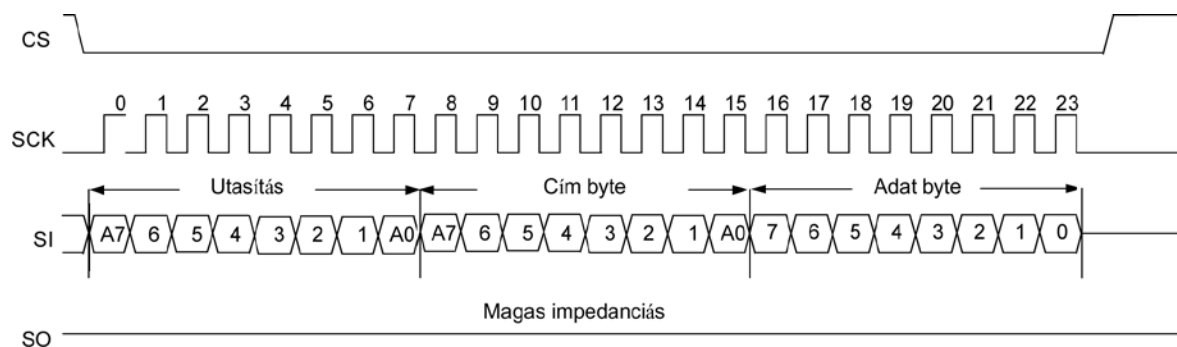 CS
0 1 2 3 4 5 6 7 8 9 10 11 12 13 14 15 16 17 18 19 20 21 22 23
SCK
Utasítás Cím byte Adat byte
SI A7 6 5 4 3 2 1 A0 A7 6 5 4 3 2 1 A0 7 6 5 4 3 2 1 0
Magas impedanciás
SO